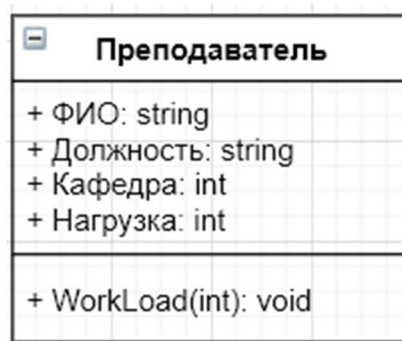 Преподаватель
+ ФИО: string
+ Должность: string
+ Кафедра: int
+ Нагрузка: int
+ WorkLoad(int): void